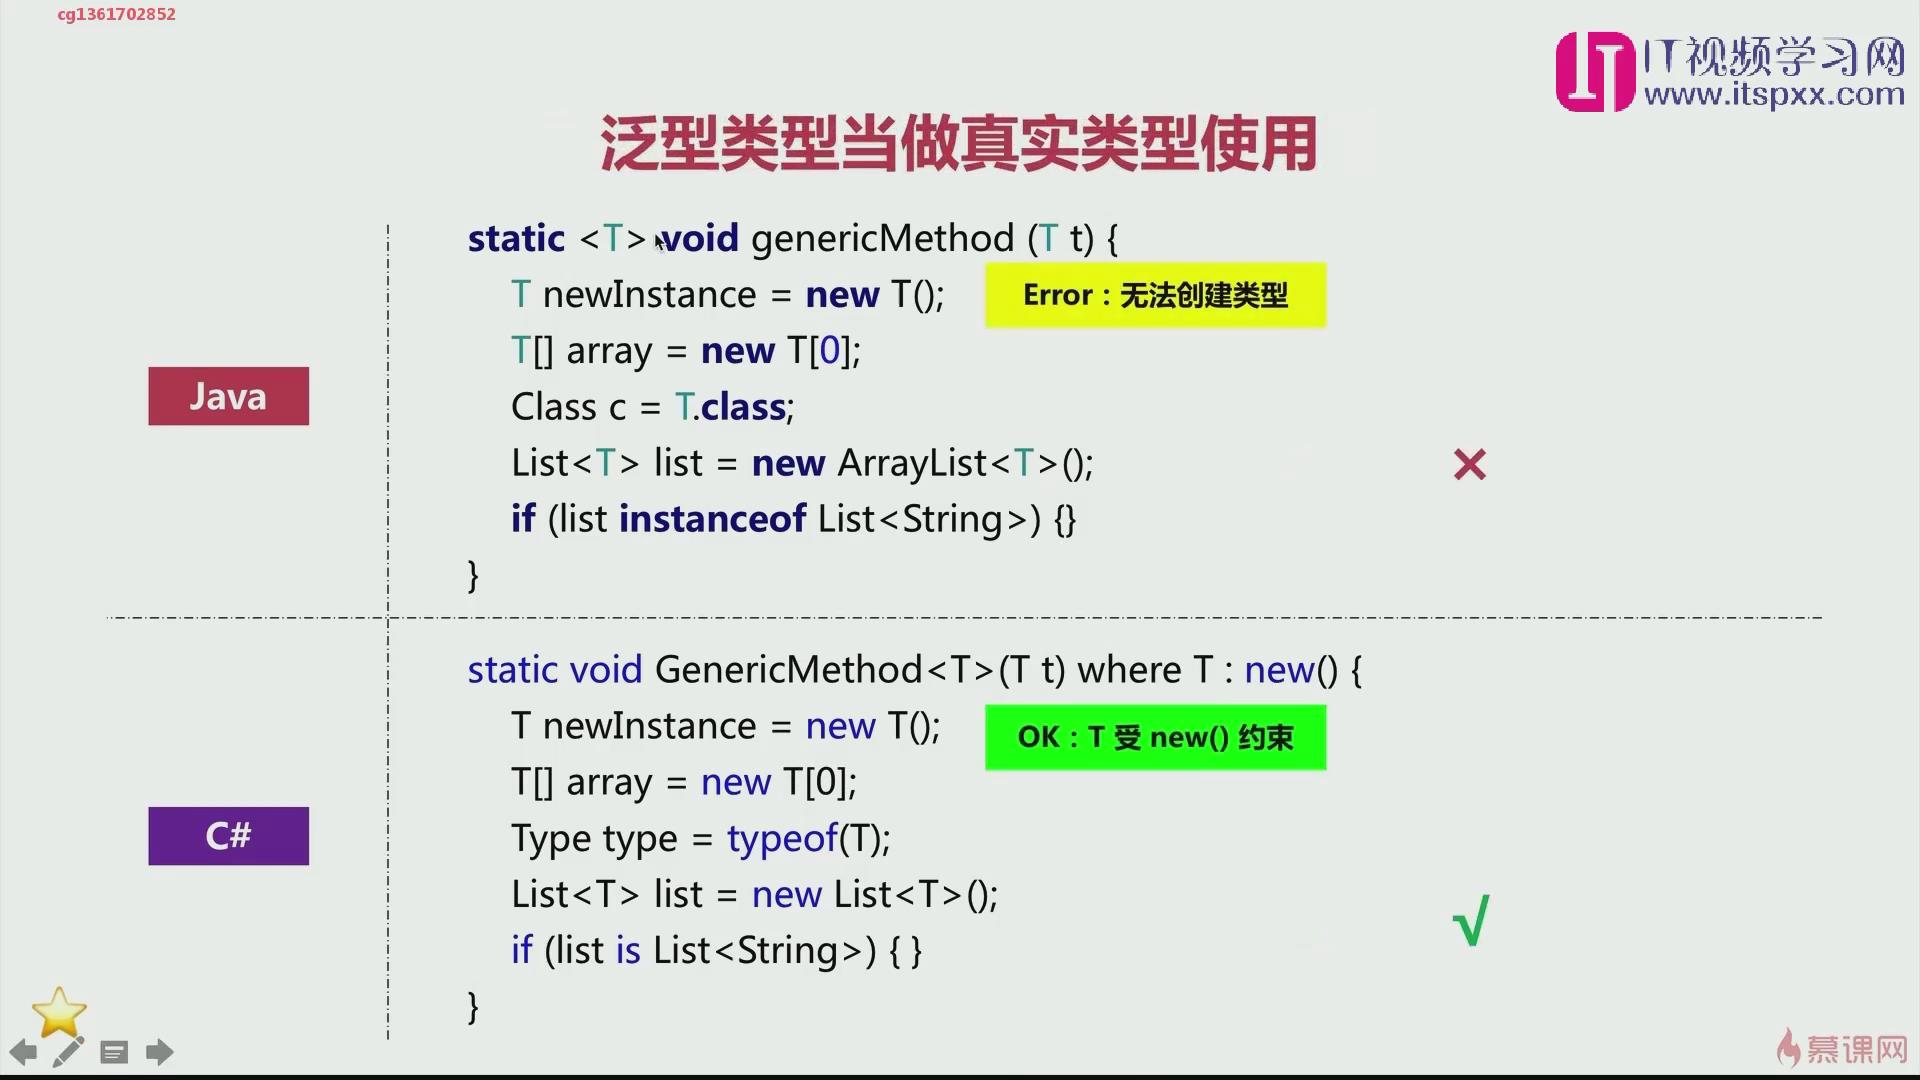 cg1361702852
IT视频学习网
www.itspxx.com
泛型类型当做真实类型使用
static <T> void genericMethod (T t) {
T newInstance = new T();
Error：无法创建类型
T[] array = new T[0];
Java
Class c = T.class;
List<T> list = new ArrayList<T>();
if (list instanceof List<String>) {}
}
static void GenericMethod<T>(T t) where T : new() {
T newInstance = new T();
OK：T 受 new() 约束
T[] array = new T[0];
C#
Type type = typeof(T);
List<T> list = new List<T>();
if (list is List<String>) { }
}
慕课网